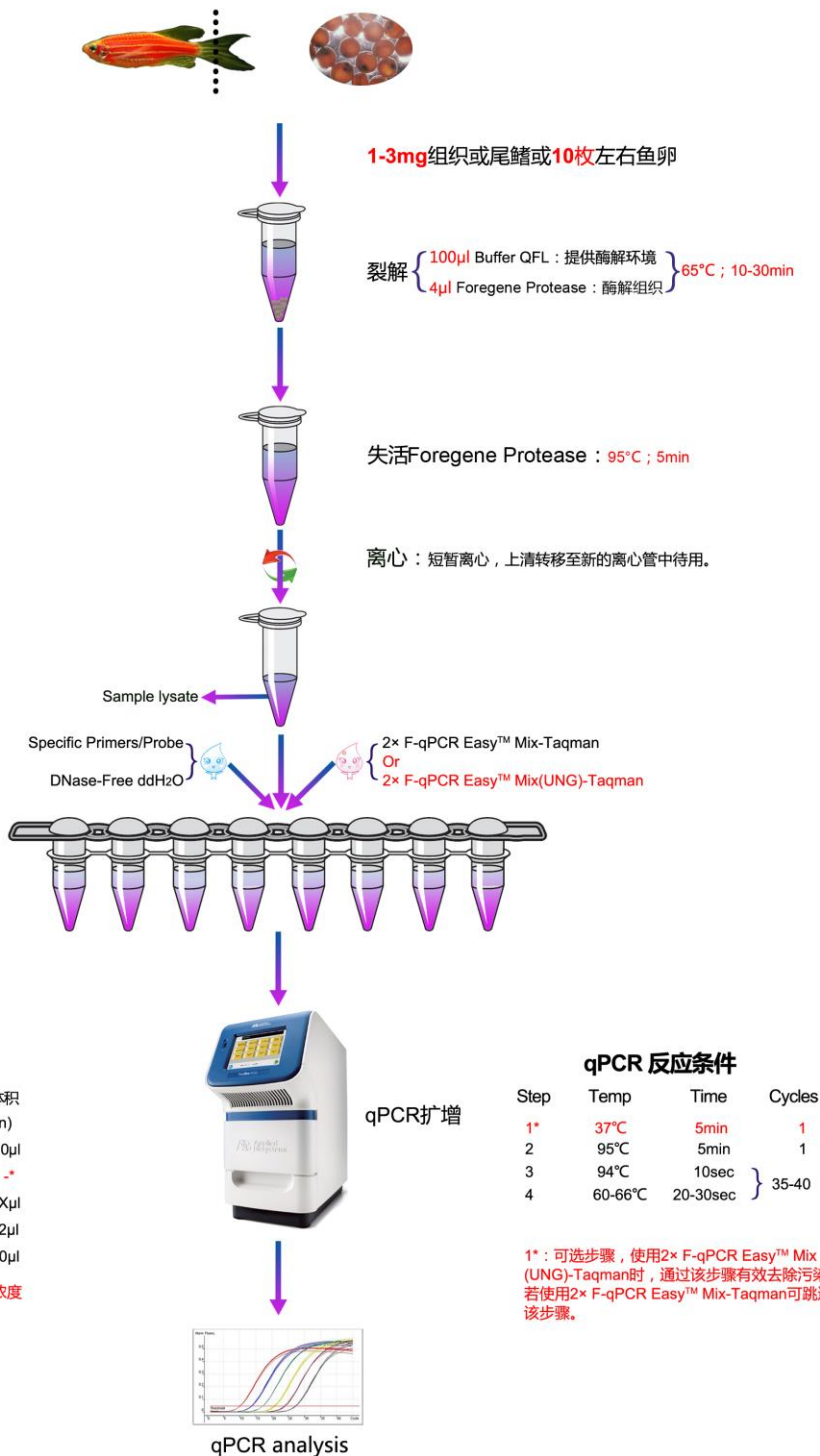 1-3mg组织或尾鳍或10枚左右鱼卵
裂解
100μl Buffer QFL：提供酶解环境
4μl Foregene Protease：酶解组织
65℃；10-30min
失活Foregene Protease：95℃；5min
离心：短暂离心，上清转移至新的离心管中待用。
Sample lysate
Specific Primers/Probe
DNase-Free ddH2O
2× F-qPCR Easy™ Mix-Taqman
Or
2× F-qPCR Easy™ Mix(UNG)-Taqman
qPCR扩增
体积
n)
0μl
-*
Xμl
2μl
0μl
浓度
qPCR 反应条件
Step Temp Time Cycles
1* 37℃ 5min 1
2 95℃ 5min 1
3 94℃ 10sec
35-40
4 60-66℃ 20-30sec
1*：可选步骤，使用2× F-qPCR Easy™ Mix
(UNG)-Taqman时，通过该步骤有效去除污染
若使用2× F-qPCR Easy™ Mix-Taqman可跳过
该步骤。
qPCR analysis